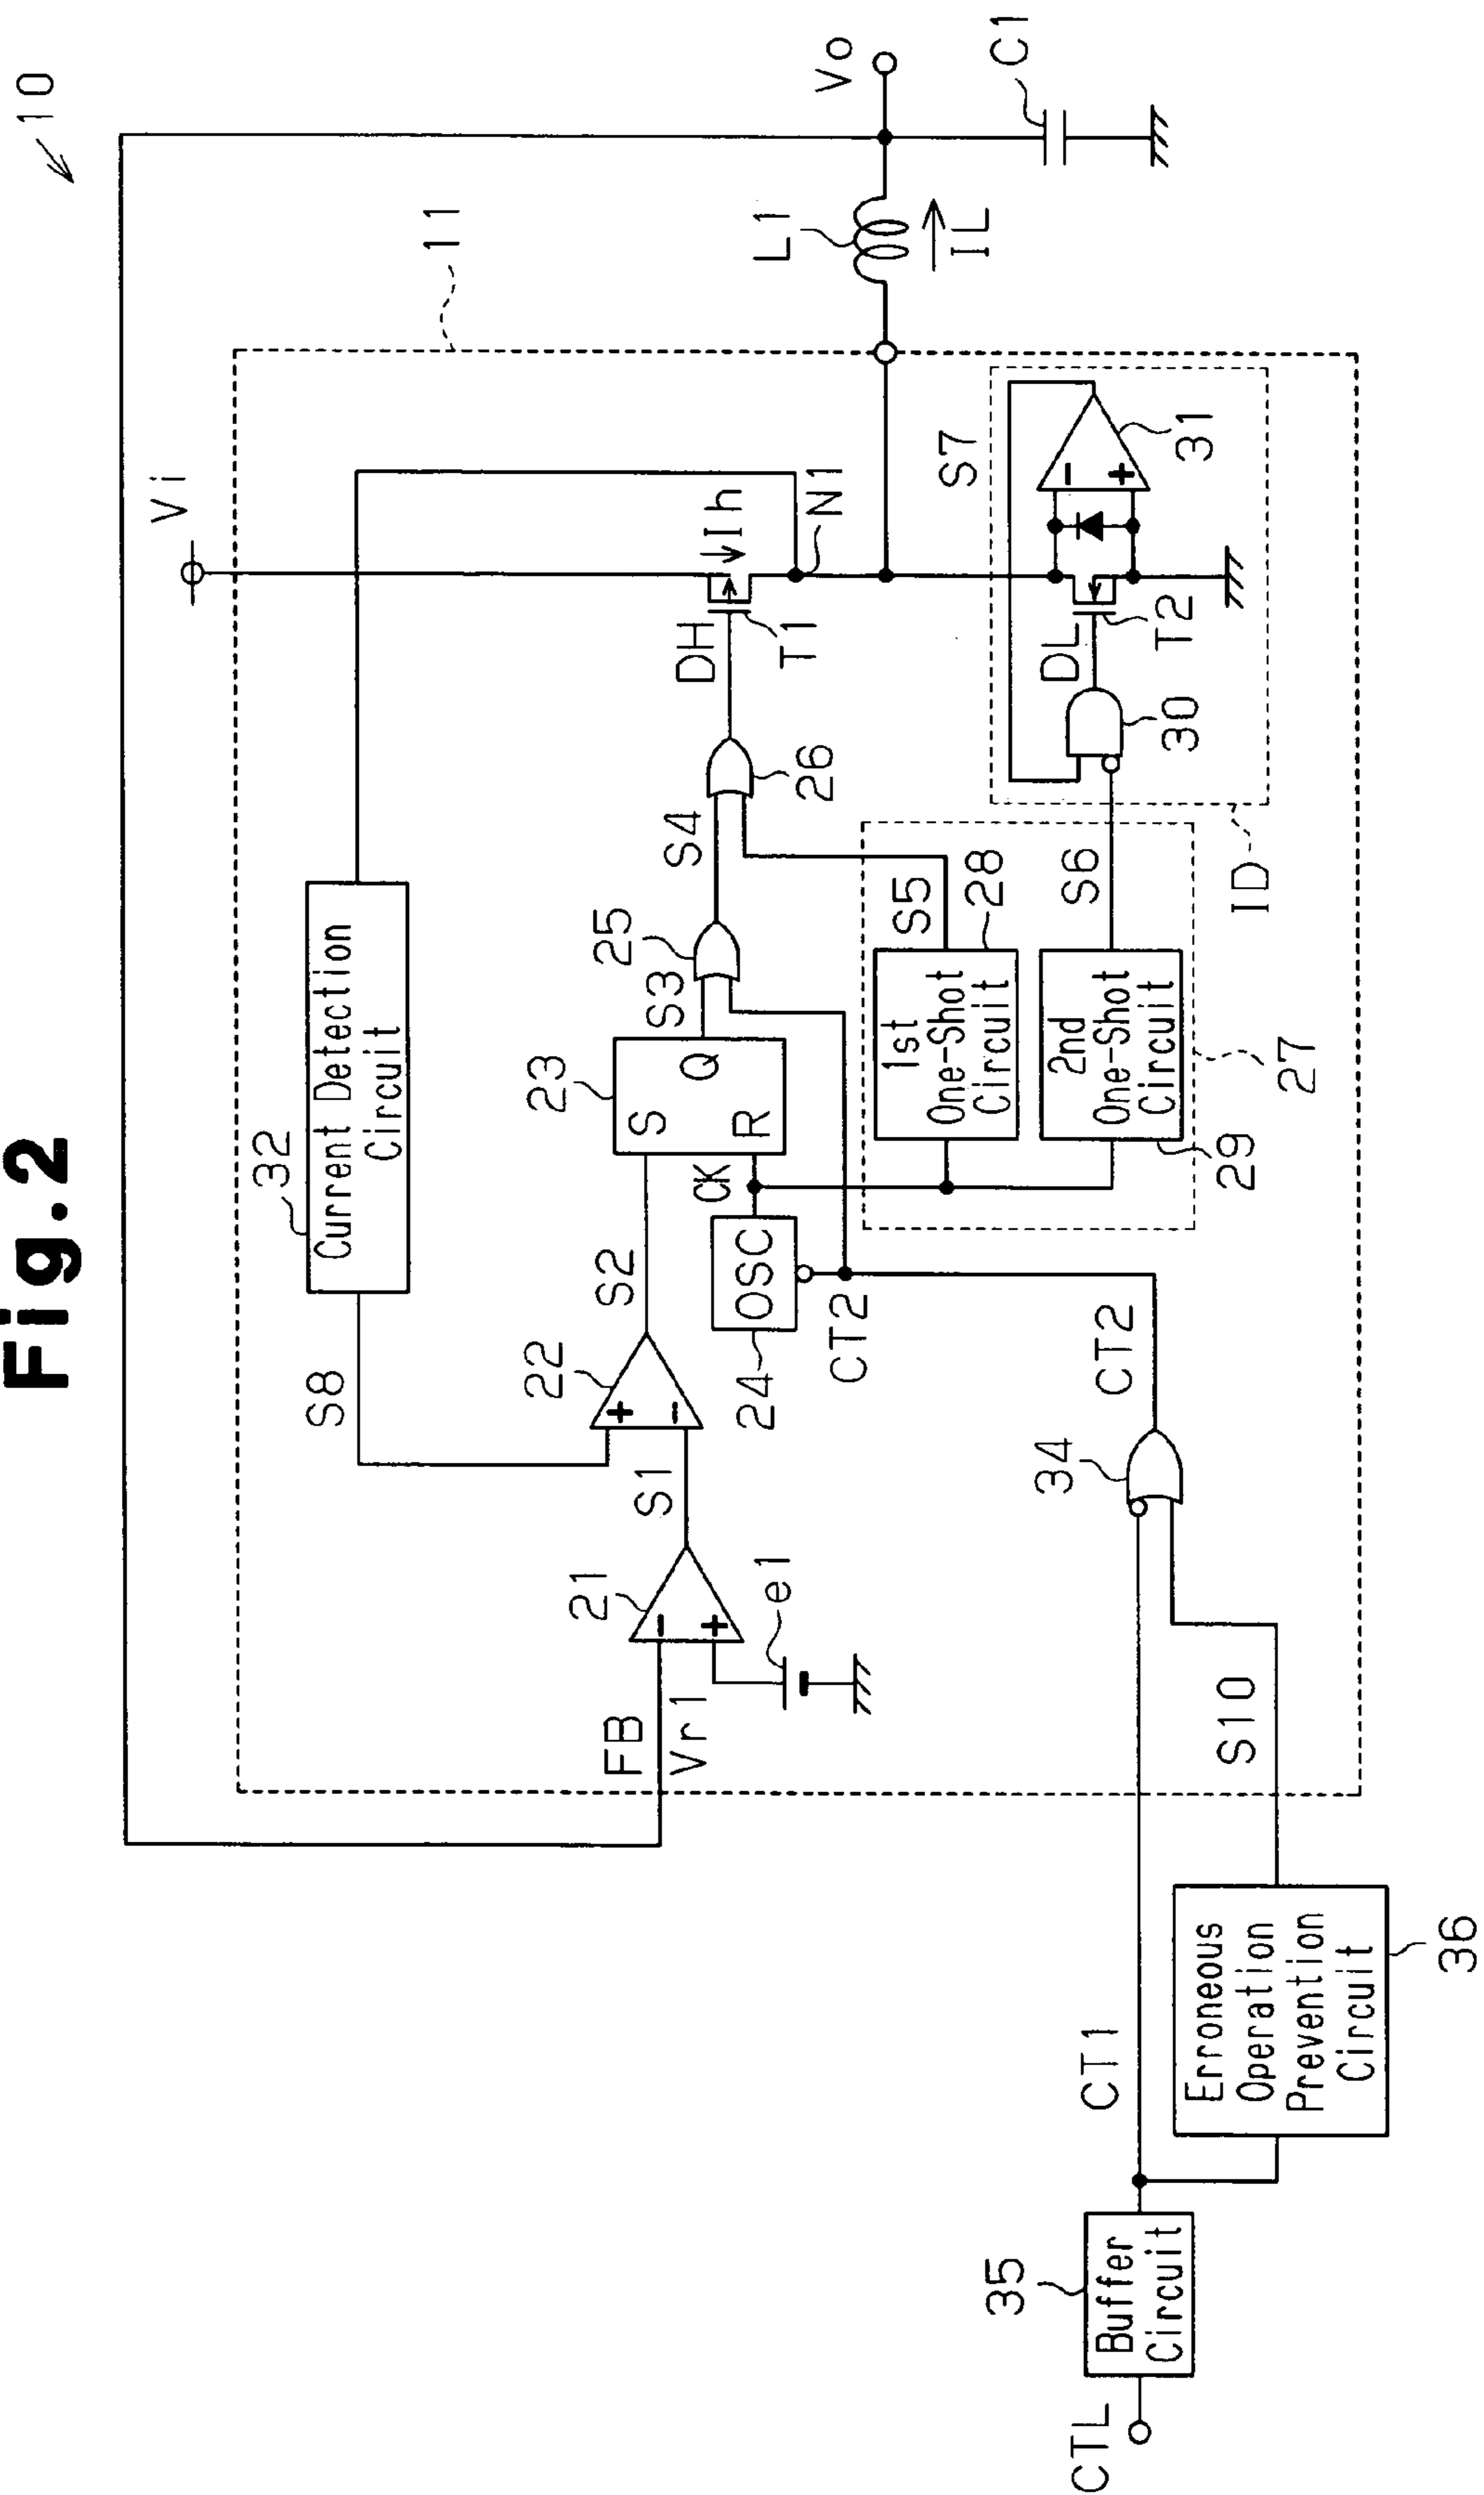 Fig.2
10
11
Vi
32
Current Detection
Circuit
S8
S2
23
S
Q
R
S3
25
S4
26
DH
T1
Ih
N1
L1
IL
Vo
C1
FB
Vr1
21
-
+
e1
S1
22
+
-
24
OSC
CK
CT2
1st
One-Shot
Circuit
28
S5
2nd
One-Shot
Circuit
29
S6
27
30
DL
T2
S7
-
+
31
ID
CTL
35
Buffer
Circuit
CT1
Erroneous
Operation
Prevention
Circuit
36
S10
34
CT2